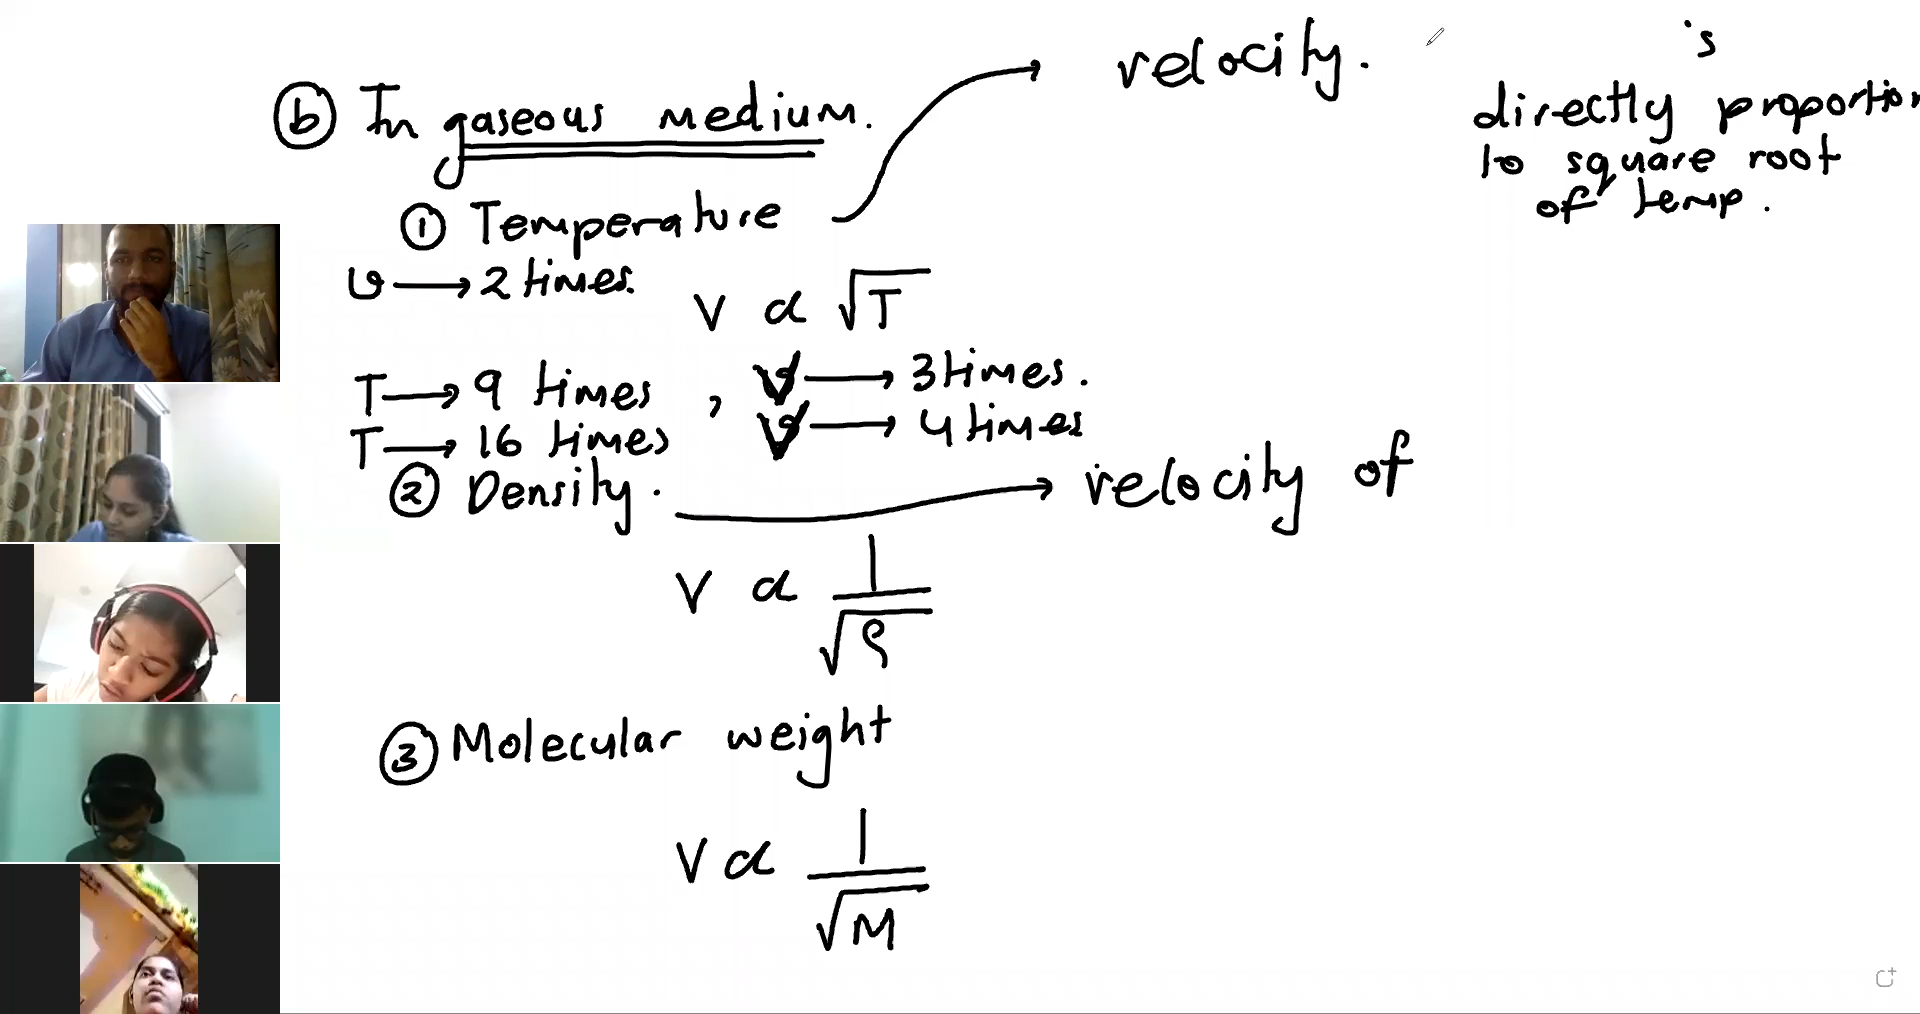 velocity. is
directly proportion
to square root
of temp.
(b) In gaseous medium.
(1) Temperature
v → 2 times.
V ∝ √T
T → 9 times , V → 3 times.
T → 16 times V → 4 times
(2) Density. → velocity of
V ∝ 1/√ρ
(3) Molecular weight
V ∝ 1/√M